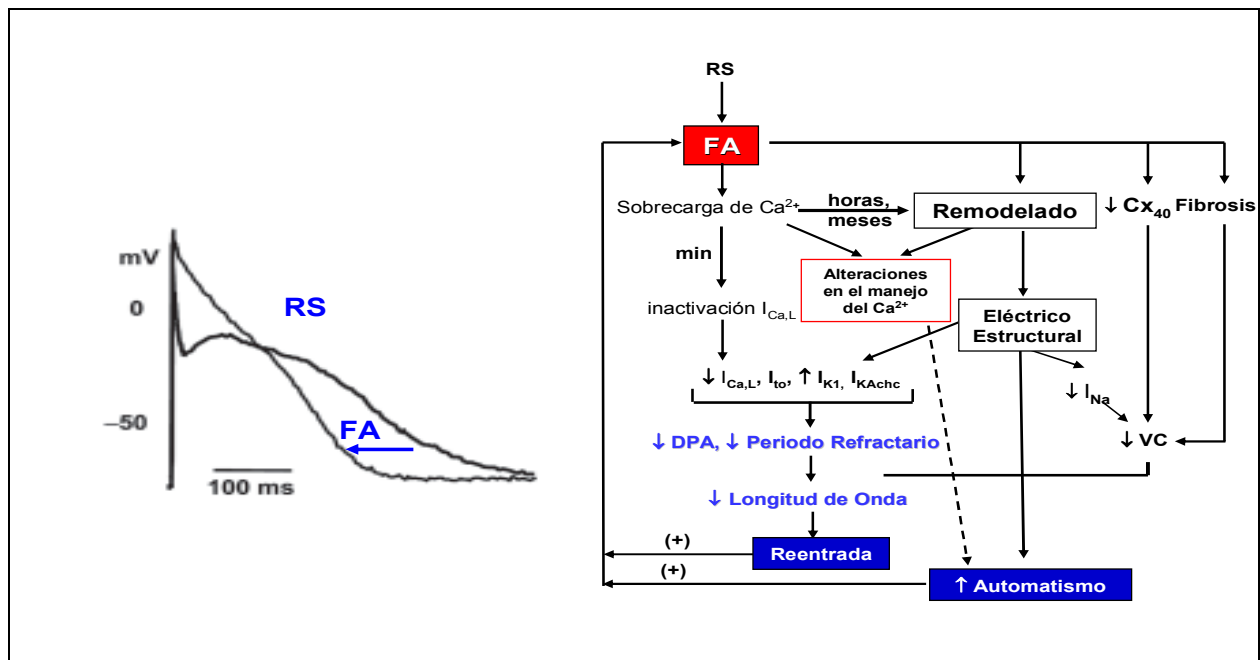 mV
0
–50
RS
FA
100 ms
RS
FA
Sobrecarga de Ca2+
horas,
meses
Remodelado
↓ Cx40 Fibrosis
min
Alteraciones
en el manejo
del Ca2+
inactivación ICa,L
Eléctrico
Estructural
↓ ICa,L, Ito, ↑ IK1, IKAchc
↓ INa
↓ DPA, ↓ Periodo Refractario
↓ VC
↓ Longitud de Onda
(+)
Reentrada
(+)
↑ Automatismo